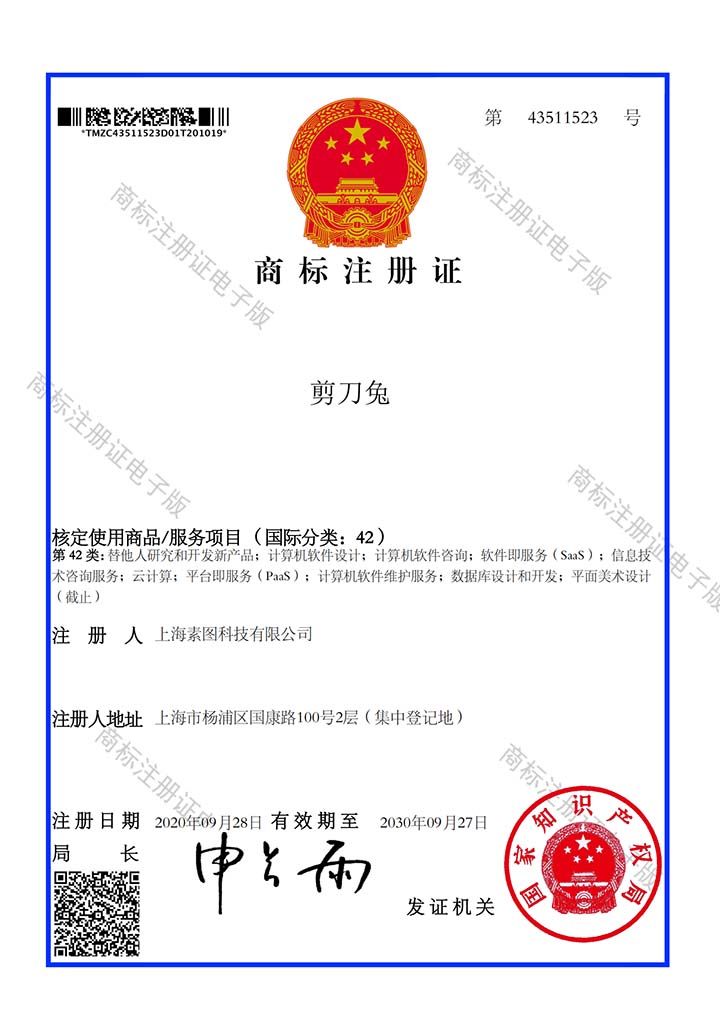 *TMZC43511523D01T201019*
第 43511523 号
商标注册证
剪刀兔
核定使用商品/服务项目（国际分类：42）
第 42 类: 替他人研究和开发新产品；计算机软件设计；计算机软件咨询；软件即服务（SaaS）；信息技
术咨询服务；云计算；平台即服务（PaaS）；计算机软件维护服务；数据库设计和开发；平面美术设计
（截止）
注 册 人 上海素图科技有限公司
注册人地址 上海市杨浦区国康路100号2层（集中登记地）
注册日期 2020年09月28日 有效期至 2030年09月27日
局 长 申长雨
发证机关
国家知识产权局
商标注册证电子版
商标注册证电子版
商标注册证电子版
商标注册证电子版
商标注册证电子版
商标注册证电子版